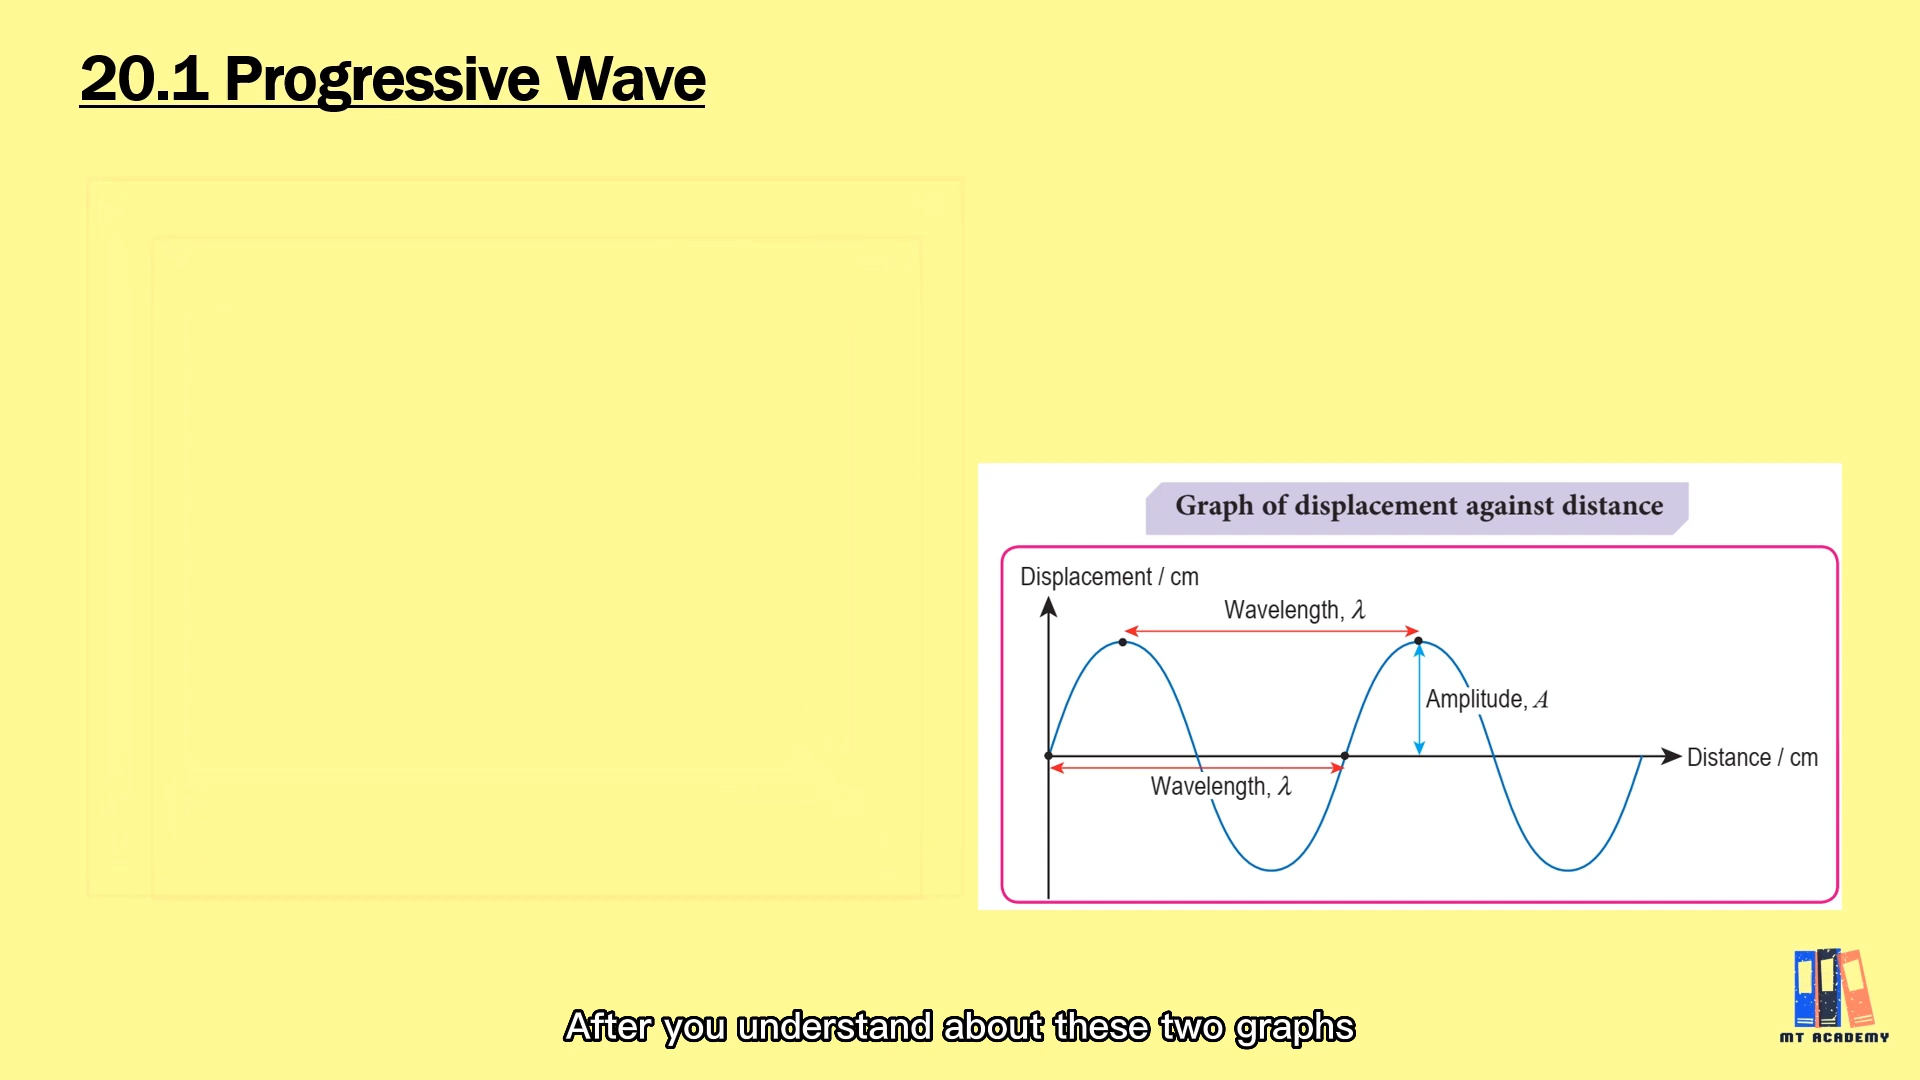 20.1 Progressive Wave
Graph of displacement against distance
Displacement / cm
Wavelength, λ
Amplitude, A
Distance / cm
Wavelength, λ
After you understand about these two graphs
MT ACADEMY